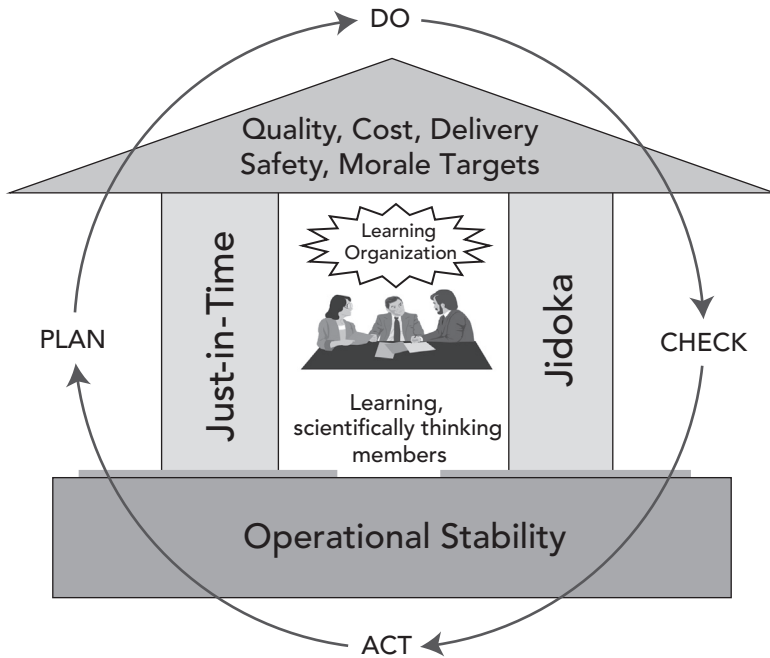 DO
Quality, Cost, Delivery
Safety, Morale Targets
Learning
Organization
Just-in-Time
Jidoka
PLAN
CHECK
Learning,
scientifically thinking
members
Operational Stability
ACT